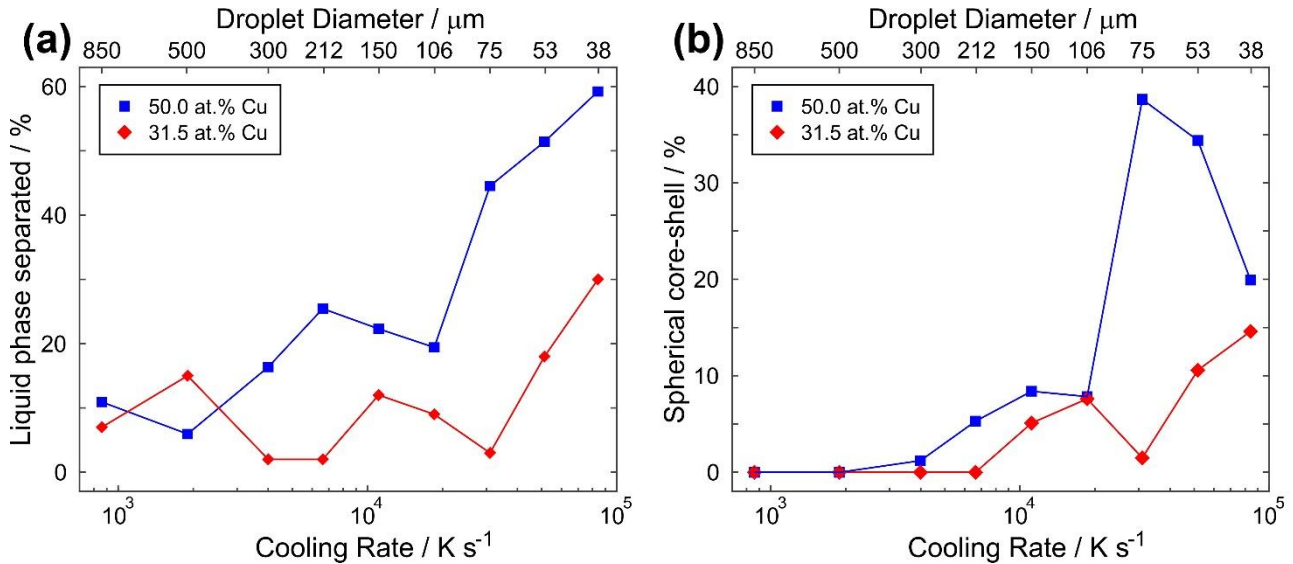 (a)
Droplet Diameter / μm
850 500 300 212 150 106 75 53 38
60
40
20
0
Liquid phase separated / %
50.0 at.% Cu
31.5 at.% Cu
10³ 10⁴ 10⁵
Cooling Rate / K s⁻¹
(b)
Droplet Diameter / μm
850 500 300 212 150 106 75 53 38
40
30
20
10
0
Spherical core-shell / %
50.0 at.% Cu
31.5 at.% Cu
10³ 10⁴ 10⁵
Cooling Rate / K s⁻¹